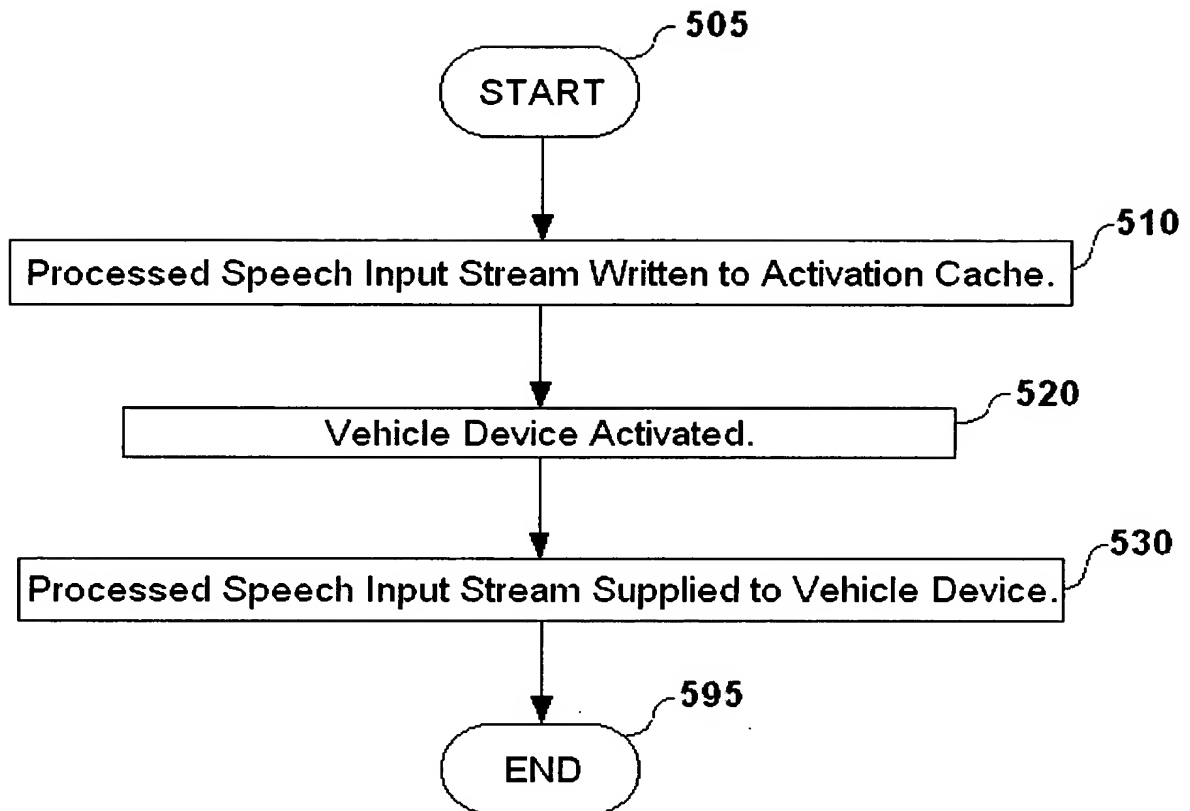 505
START
510
Processed Speech Input Stream Written to Activation Cache.
520
Vehicle Device Activated.
530
Processed Speech Input Stream Supplied to Vehicle Device.
595
END